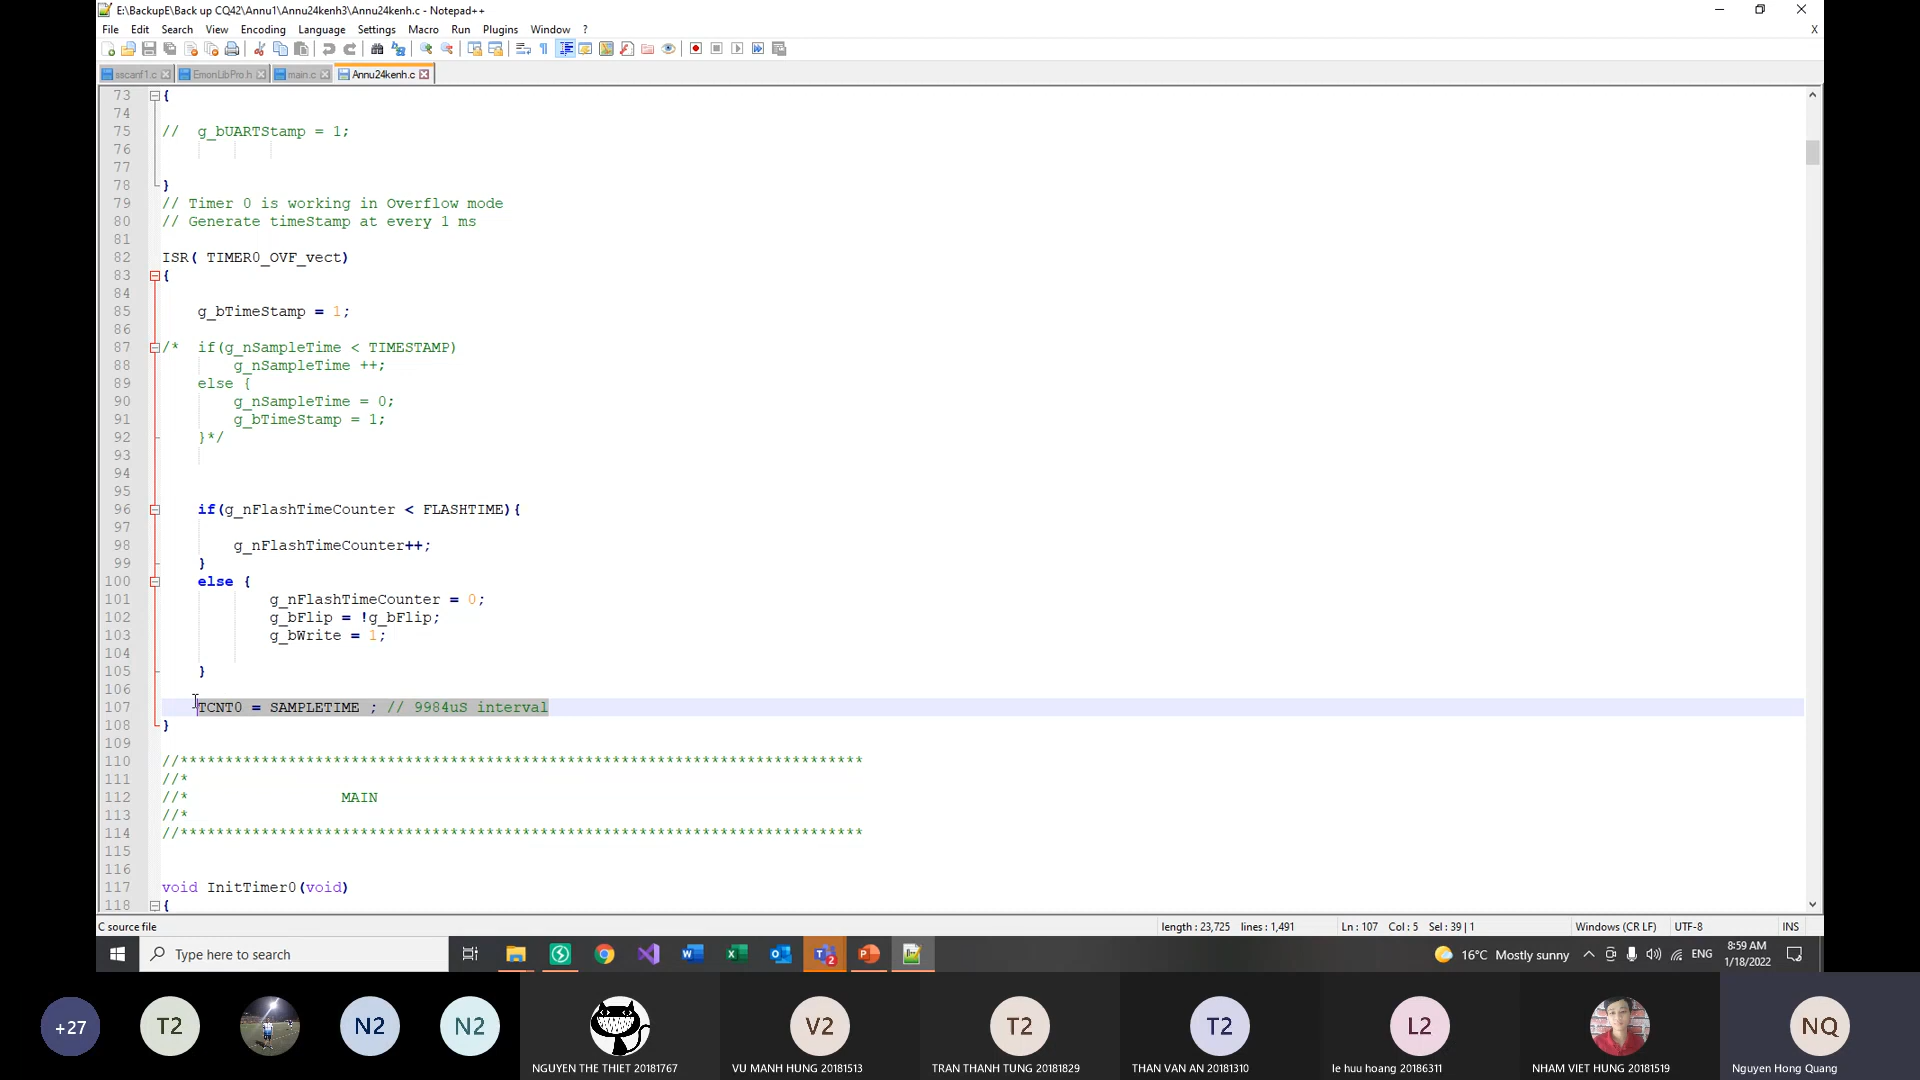 E:\BackupE\Back up CQ42\Annu1\Annu24kenh3\Annu24kenh.c - Notepad++
File Edit Search View Encoding Language Settings Macro Run Plugins Window ? X
sscanf1.c EmonLibPro.h main.c Annu24kenh.c
73 {
74
75 // g_bUARTStamp = 1;
76
77
78 }
79 // Timer 0 is working in Overflow mode
80 // Generate timeStamp at every 1 ms
81
82 ISR( TIMER0_OVF_vect)
83 {
84
85 g_bTimeStamp = 1;
86
87 /* if(g_nSampleTime < TIMESTAMP)
88 g_nSampleTime ++;
89 else {
90 g_nSampleTime = 0;
91 g_bTimeStamp = 1;
92 }*/
93
94
95
96 if(g_nFlashTimeCounter < FLASHTIME){
97
98 g_nFlashTimeCounter++;
99 }
100 else {
101 g_nFlashTimeCounter = 0;
102 g_bFlip = !g_bFlip;
103 g_bWrite = 1;
104
105 }
106
107 TCNT0 = SAMPLETIME ; // 9984uS interval
108 }
109
110 //****************************************************************************
111 //*
112 //* MAIN
113 //*
114 //****************************************************************************
115
116
117 void InitTimer0(void)
118 {
C source file length : 23,725 lines : 1,491 Ln : 107 Col : 5 Sel : 39 | 1 Windows (CR LF) UTF-8 INS
Type here to search 2 16°C Mostly sunny ENG 8:59 AM
1/18/2022
+27 T2 N2 N2 V2 T2 T2 L2 NQ
NGUYEN THE THIET 20181767 VU MANH HUNG 20181513 TRAN THANH TUNG 20181829 THAN VAN AN 20181310 le huu hoang 20186311 NHAM VIET HUNG 20181519 Nguyen Hong Quang